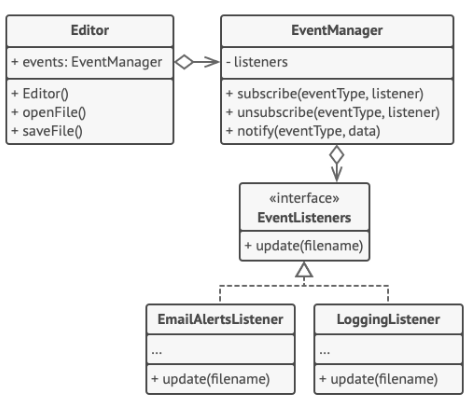 Editor
+ events: EventManager
+ Editor()
+ openFile()
+ saveFile()
EventManager
- listeners
+ subscribe(eventType, listener)
+ unsubscribe(eventType, listener)
+ notify(eventType, data)
«interface»
EventListeners
+ update(filename)
EmailAlertsListener
...
+ update(filename)
LoggingListener
...
+ update(filename)